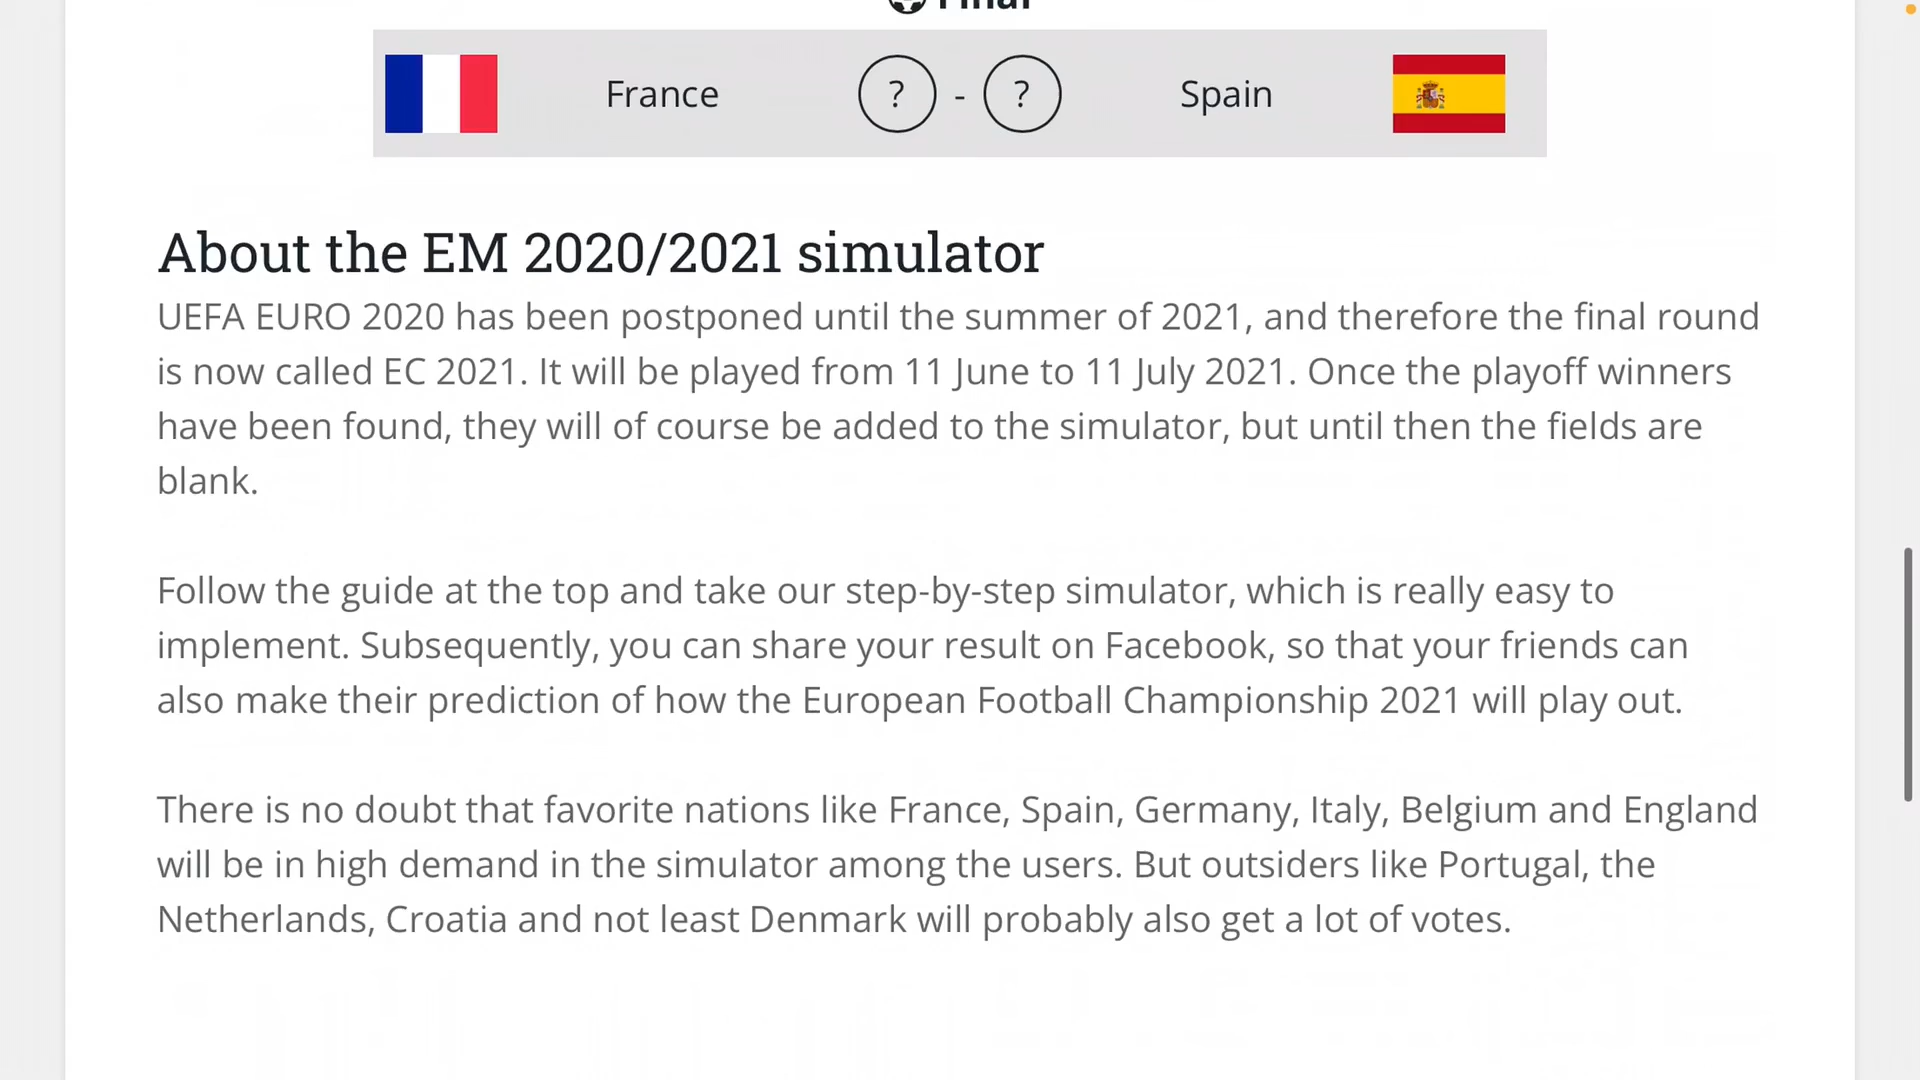 Final
France ? - ? Spain
About the EM 2020/2021 simulator
UEFA EURO 2020 has been postponed until the summer of 2021, and therefore the final round
is now called EC 2021. It will be played from 11 June to 11 July 2021. Once the playoff winners
have been found, they will of course be added to the simulator, but until then the fields are
blank.
Follow the guide at the top and take our step-by-step simulator, which is really easy to
implement. Subsequently, you can share your result on Facebook, so that your friends can
also make their prediction of how the European Football Championship 2021 will play out.
There is no doubt that favorite nations like France, Spain, Germany, Italy, Belgium and England
will be in high demand in the simulator among the users. But outsiders like Portugal, the
Netherlands, Croatia and not least Denmark will probably also get a lot of votes.